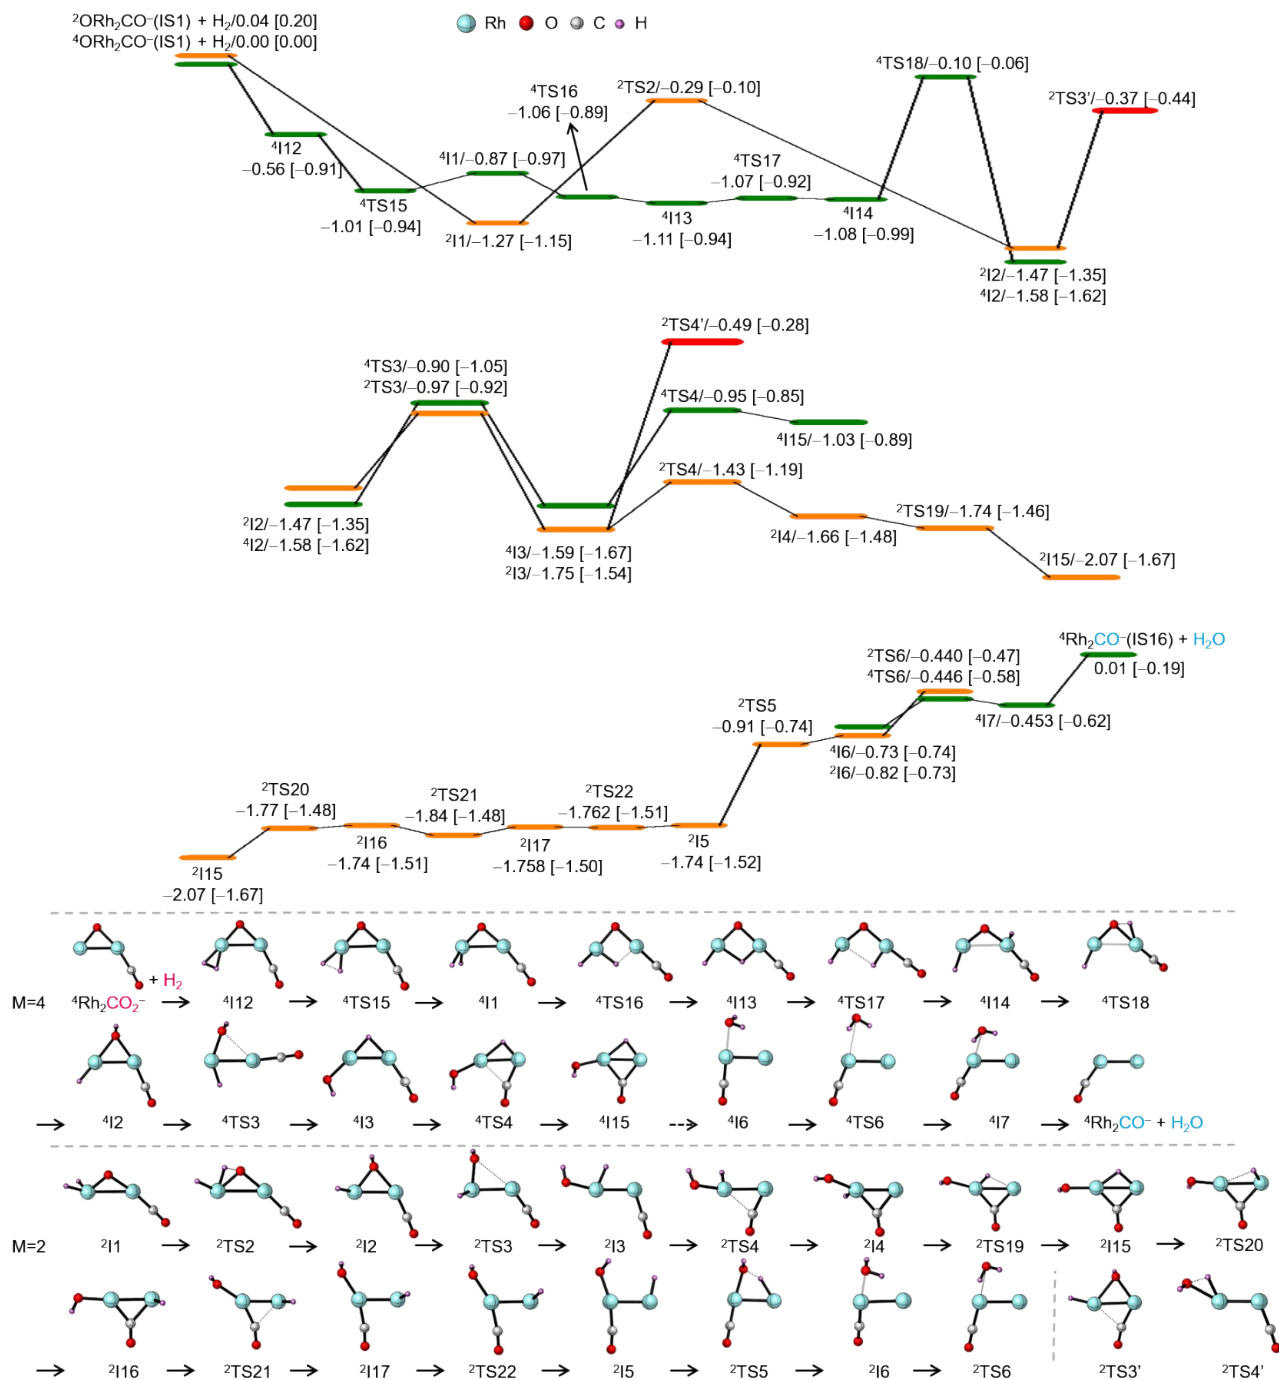 ²ORh₂CO⁻(IS1) + H₂/0.04 [0.20]
⁴ORh₂CO⁻(IS1) + H₂/0.00 [0.00]
Rh O C H
⁴I12
−0.56 [−0.91]
⁴TS15
−1.01 [−0.94]
⁴I1/−0.87 [−0.97]
²I1/−1.27 [−1.15]
⁴TS16
−1.06 [−0.89]
²TS2/−0.29 [−0.10]
⁴I13
−1.11 [−0.94]
⁴TS17
−1.07 [−0.92]
⁴I14
−1.08 [−0.99]
⁴TS18/−0.10 [−0.06]
²TS3'/−0.37 [−0.44]
²I2/−1.47 [−1.35]
⁴I2/−1.58 [−1.62]
²TS4'/−0.49 [−0.28]
⁴TS3/−0.90 [−1.05]
²TS3/−0.97 [−0.92]
⁴TS4/−0.95 [−0.85]
⁴I15/−1.03 [−0.89]
²TS4/−1.43 [−1.19]
²I2/−1.47 [−1.35]
⁴I2/−1.58 [−1.62]
⁴I3/−1.59 [−1.67]
²I3/−1.75 [−1.54]
²I4/−1.66 [−1.48]
²TS19/−1.74 [−1.46]
²I15/−2.07 [−1.67]
⁴Rh₂CO⁻(IS16) + H₂O
0.01 [−0.19]
²TS6/−0.440 [−0.47]
⁴TS6/−0.446 [−0.58]
²TS5
−0.91 [−0.74]
⁴I7/−0.453 [−0.62]
⁴I6/−0.73 [−0.74]
²I6/−0.82 [−0.73]
²TS20
−1.77 [−1.48]
²TS21
−1.84 [−1.48]
²TS22
−1.762 [−1.51]
²I15
−2.07 [−1.67]
²I16
−1.74 [−1.51]
²I17
−1.758 [−1.50]
²I5
−1.74 [−1.52]
+ H₂
M=4 ⁴Rh₂CO₂⁻ → ⁴I12 → ⁴TS15 → ⁴I1 → ⁴TS16 → ⁴I13 → ⁴TS17 → ⁴I14 → ⁴TS18
→ ⁴I2 → ⁴TS3 → ⁴I3 → ⁴TS4 → ⁴I15 --→ ⁴I6 → ⁴TS6 → ⁴I7 → ⁴Rh₂CO⁻ + H₂O
M=2 ²I1 → ²TS2 → ²I2 → ²TS3 → ²I3 → ²TS4 → ²I4 → ²TS19 → ²I15 → ²TS20
→ ²I16 → ²TS21 → ²I17 → ²TS22 → ²I5 → ²TS5 → ²I6 → ²TS6 ²TS3' ²TS4'